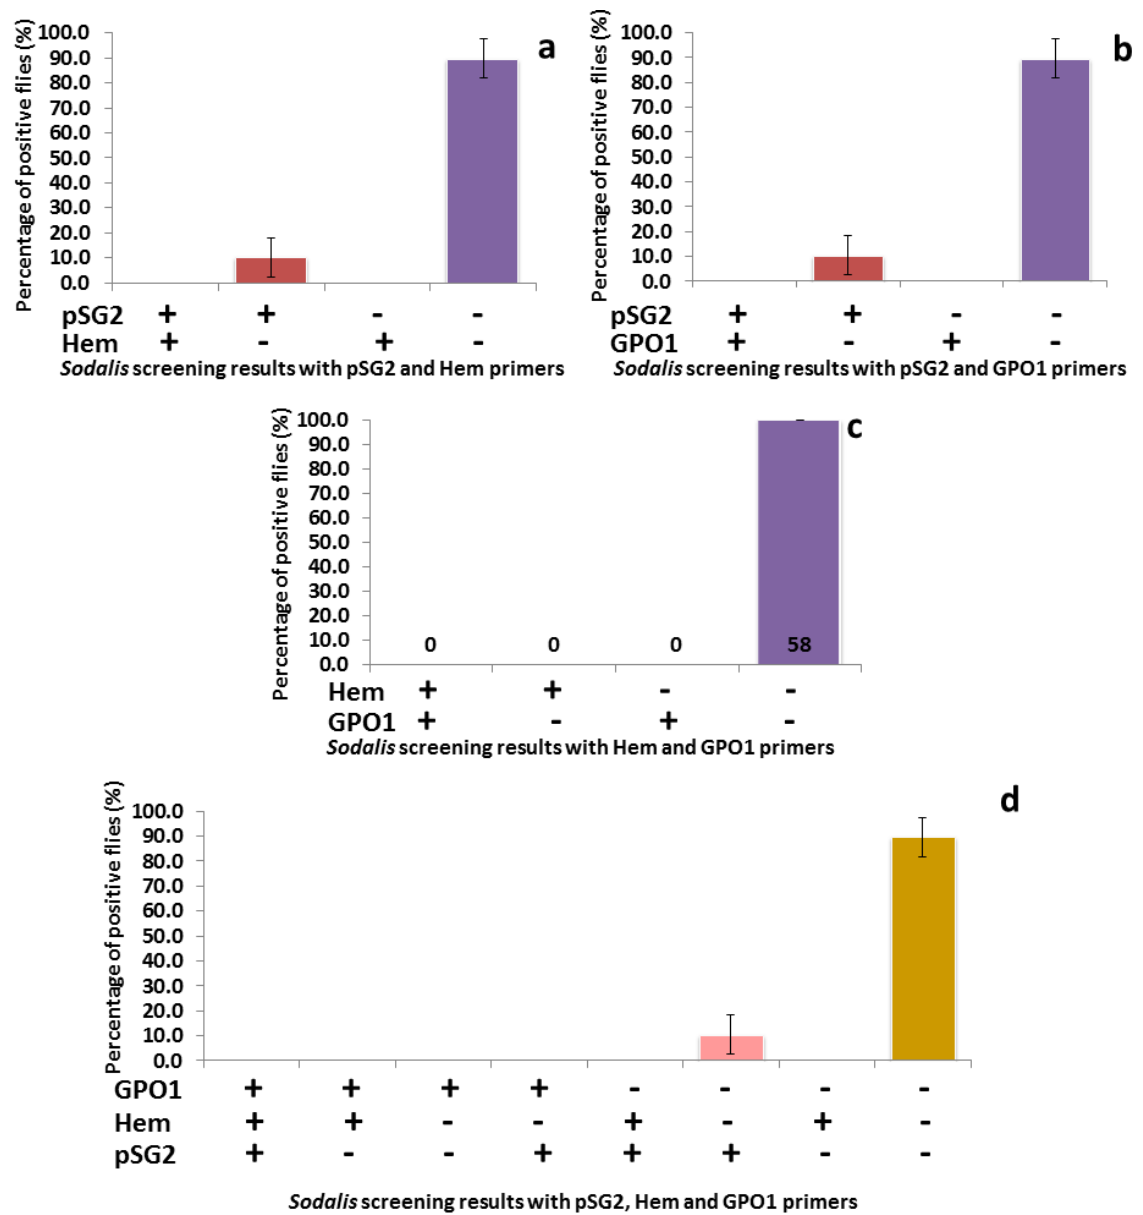 a
Percentage of positive flies (%)
100.0
90.0
80.0
70.0
60.0
50.0
40.0
30.0
20.0
10.0
0.0
pSG2 + + - -
Hem + - + -
Sodalis screening results with pSG2 and Hem primers
b
Percentage of positive flies (%)
100.0
90.0
80.0
70.0
60.0
50.0
40.0
30.0
20.0
10.0
0.0
pSG2 + + - -
GPO1 + - + -
Sodalis screening results with pSG2 and GPO1 primers
c
Percentage of positive flies (%)
100.0
90.0
80.0
70.0
60.0
50.0
40.0
30.0
20.0
10.0
0.0
0 0 0 58
Hem + + - -
GPO1 + - + -
Sodalis screening results with Hem and GPO1 primers
d
Percentage of positive flies (%)
100.0
90.0
80.0
70.0
60.0
50.0
40.0
30.0
20.0
10.0
0.0
GPO1 + + + + - - - -
Hem + + - - + - + -
pSG2 + - - + + + - -
Sodalis screening results with pSG2, Hem and GPO1 primers